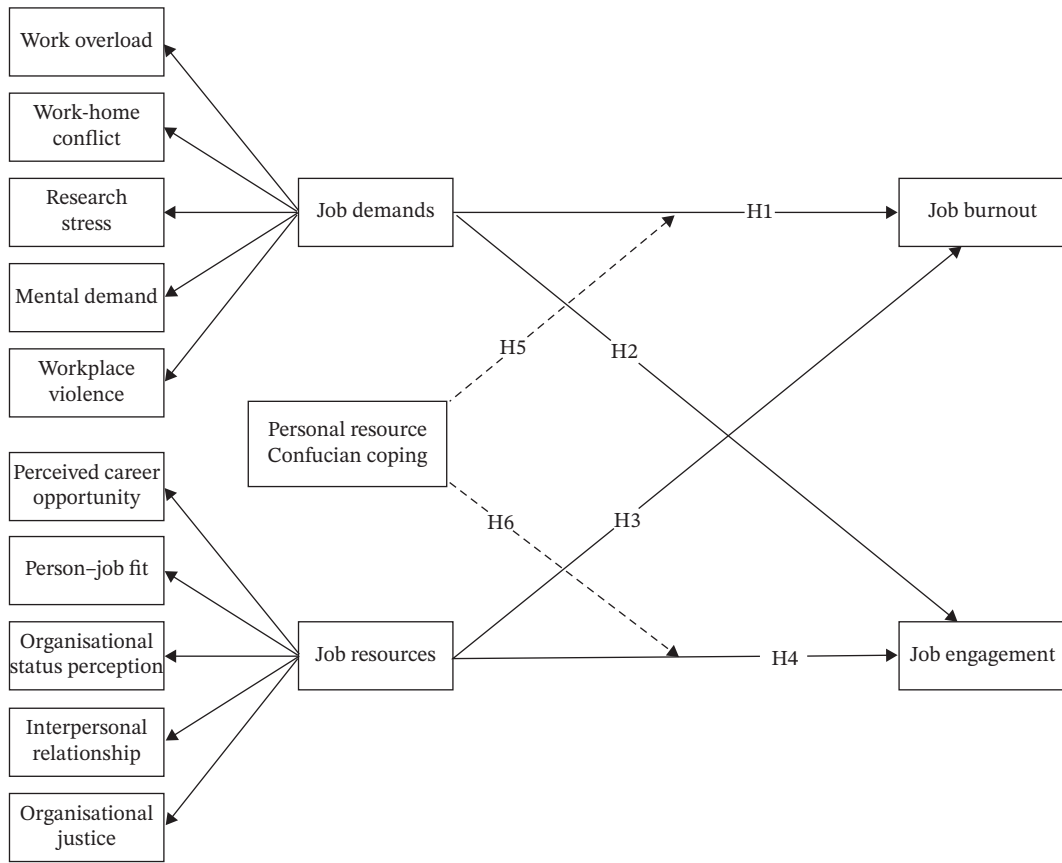 Work overload
Work-home
conflict
Research
stress
Mental demand
Workplace
violence
Perceived career
opportunity
Person–job fit
Organisational
status perception
Interpersonal
relationship
Organisational
justice
Job demands
Personal resource
Confucian coping
Job resources
H1
H5
H2
H6
H3
H4
Job burnout
Job engagement